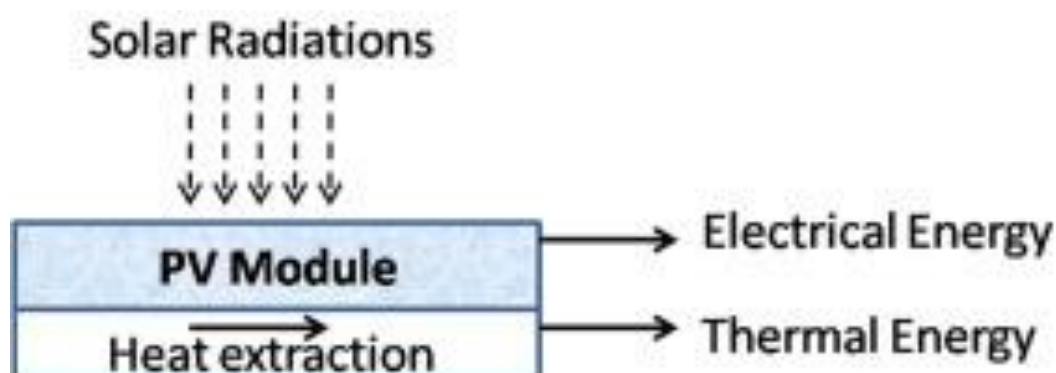 Solar Radiations
PV Module
Electrical Energy
Heat extraction
Thermal Energy